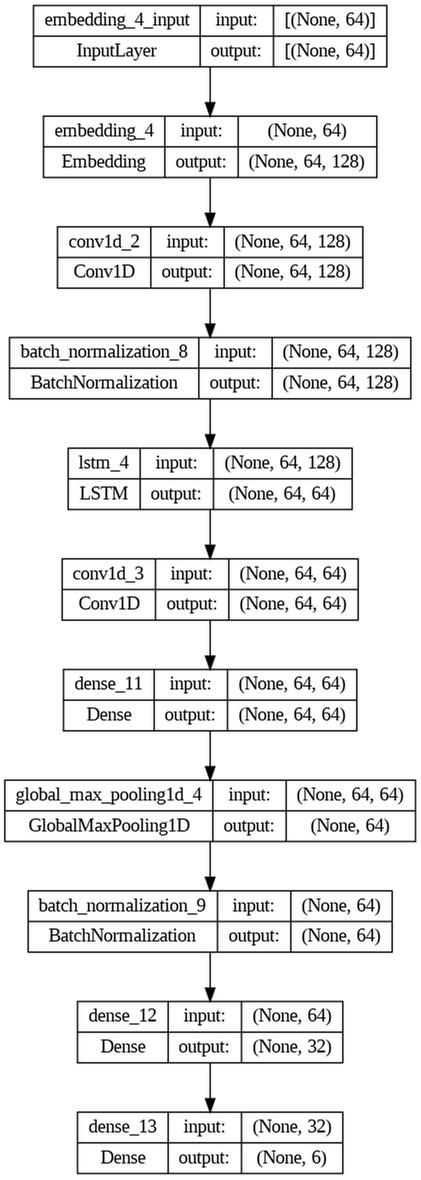 embedding_4_input input: [(None, 64)]
InputLayer output: [(None, 64)]
embedding_4 input: (None, 64)
Embedding output: (None, 64, 128)
conv1d_2 input: (None, 64, 128)
Conv1D output: (None, 64, 128)
batch_normalization_8 input: (None, 64, 128)
BatchNormalization output: (None, 64, 128)
lstm_4 input: (None, 64, 128)
LSTM output: (None, 64, 64)
conv1d_3 input: (None, 64, 64)
Conv1D output: (None, 64, 64)
dense_11 input: (None, 64, 64)
Dense output: (None, 64, 64)
global_max_pooling1d_4 input: (None, 64, 64)
GlobalMaxPooling1D output: (None, 64)
batch_normalization_9 input: (None, 64)
BatchNormalization output: (None, 64)
dense_12 input: (None, 64)
Dense output: (None, 32)
dense_13 input: (None, 32)
Dense output: (None, 6)